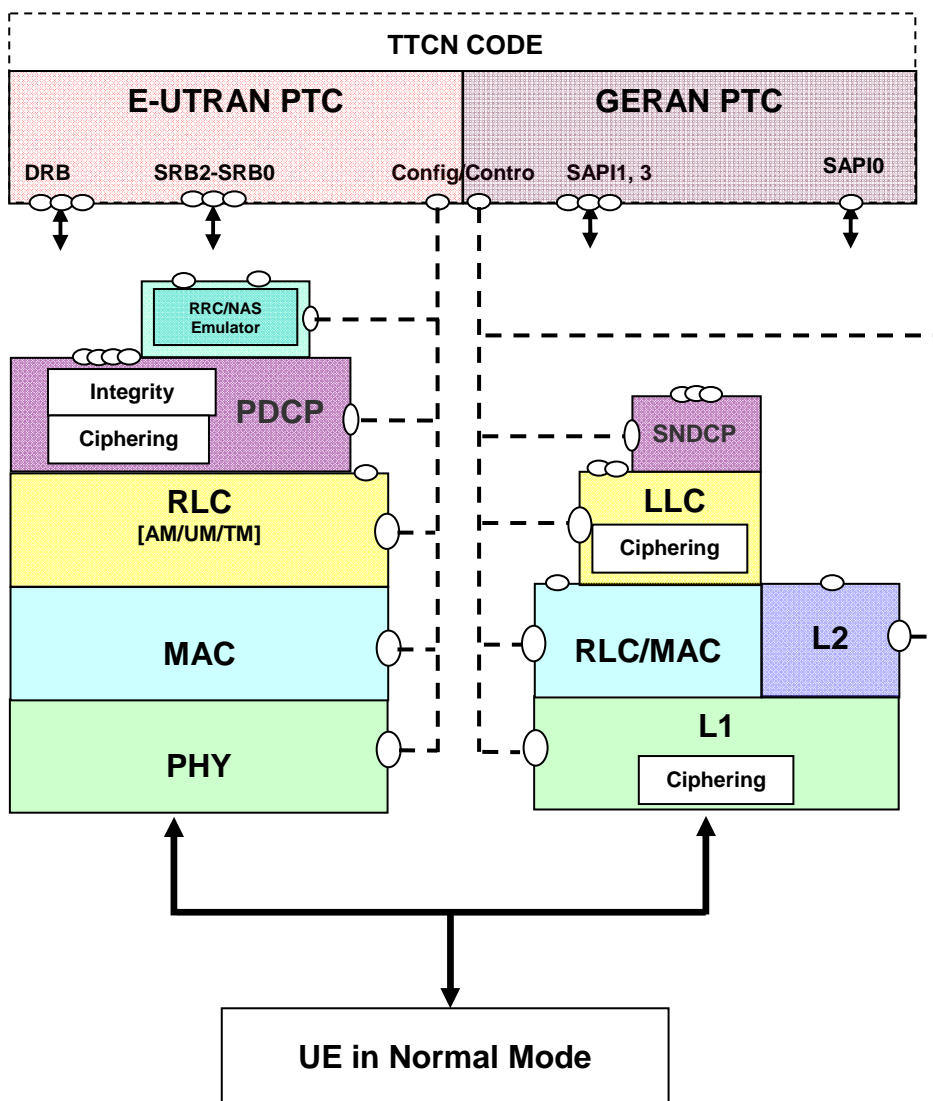 TTCN CODE
E-UTRAN PTC
GERAN PTC
DRB
SRB2-SRB0
Config/Contro
SAPI1, 3
SAPI0
RRC/NAS
Emulator
Integrity
Ciphering
PDCP
RLC
[AM/UM/TM]
MAC
PHY
SNDCP
LLC
Ciphering
RLC/MAC
L2
L1
Ciphering
UE in Normal Mode